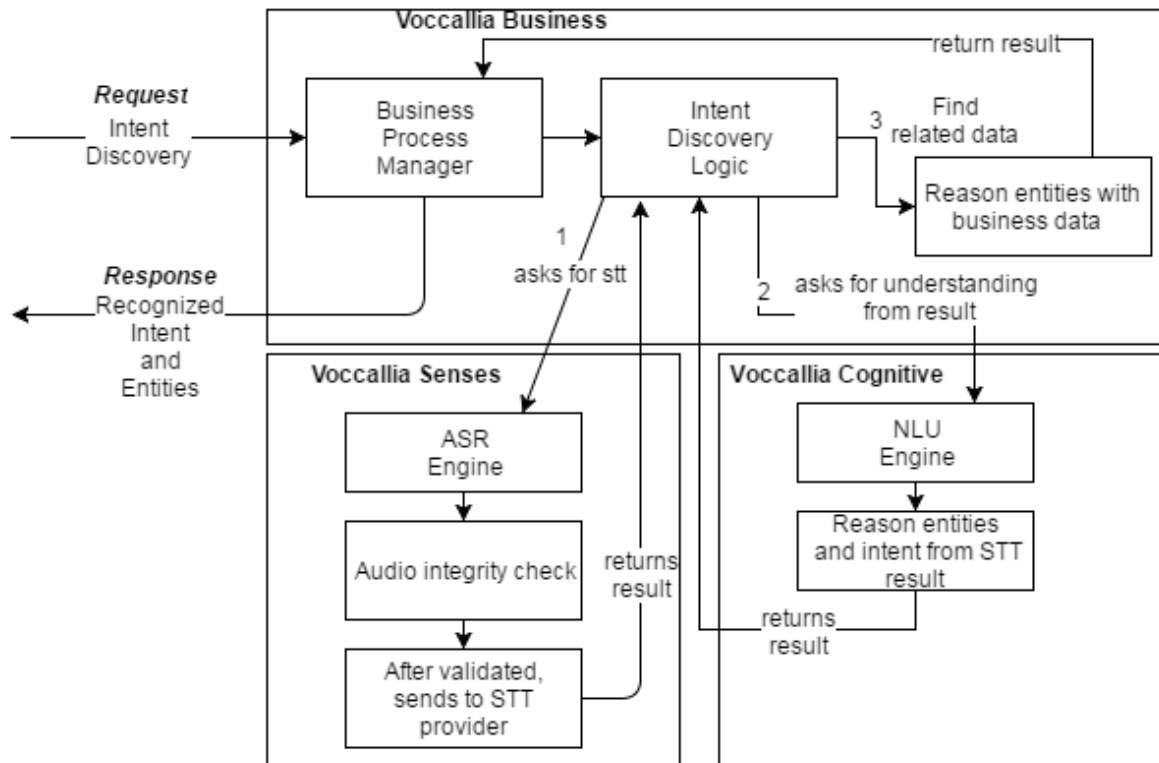 Voccallia Business
return result
Request
Intent
Discovery
Business
Process
Manager
Intent
Discovery
Logic
3
Find
related data
Reason entities with
business data
1
asks for stt
2
asks for understanding
from result
Response
Recognized
Intent
and
Entities
Voccallia Senses
ASR
Engine
Audio integrity check
After validated,
sends to STT
provider
returns
result
Voccallia Cognitive
NLU
Engine
Reason entities
and intent from STT
result
returns
result